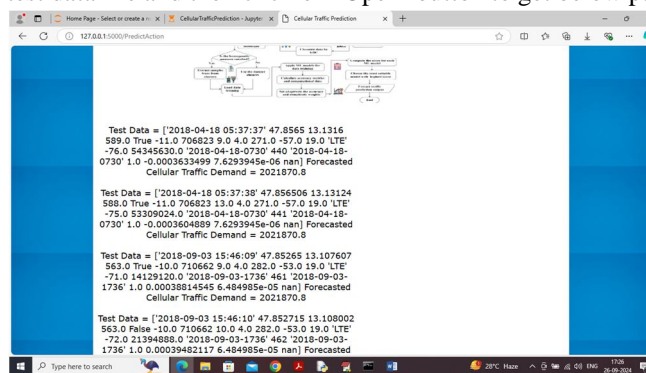 Home Page - Select or create a n
CellularTrafficPrediction - Jupyter
Cellular Traffic Prediction
127.0.0.1:5000/PredictAction
Yes
No
End
Test Data = ['2018-04-18 05:37:37' 47.8565 13.1316
589.0 True -11.0 706823 9.0 4.0 271.0 -57.0 19.0 'LTE'
-76.0 54345630.0 '2018-04-18-0730' 440 '2018-04-18-
0730' 1.0 -0.0003633499 7.6293945e-06 nan] Forecasted
Cellular Traffic Demand = 2021870.8
Test Data = ['2018-04-18 05:37:38' 47.856506 13.13124
588.0 True -11.0 706823 13.0 4.0 271.0 -57.0 19.0 'LTE'
-75.0 53309024.0 '2018-04-18-0730' 441 '2018-04-18-
0730' 1.0 -0.0003604889 7.6293945e-06 nan] Forecasted
Cellular Traffic Demand = 2021870.8
Test Data = ['2018-09-03 15:46:09' 47.85265 13.107607
563.0 True -10.0 710662 9.0 4.0 282.0 -53.0 19.0 'LTE'
-71.0 14129120.0 '2018-09-03-1736' 461 '2018-09-03-
1736' 1.0 0.00038814545 6.484985e-05 nan] Forecasted
Cellular Traffic Demand = 2021870.8
Test Data = ['2018-09-03 15:46:10' 47.852715 13.108002
563.0 False -10.0 710662 10.0 4.0 282.0 -53.0 19.0 'LTE'
-72.0 21394888.0 '2018-09-03-1736' 462 '2018-09-03-
1736' 1.0 0.00039482117 6.484985e-05 nan] Forecasted
Type here to search
28°C Haze
ENG
17:26
26-09-2024